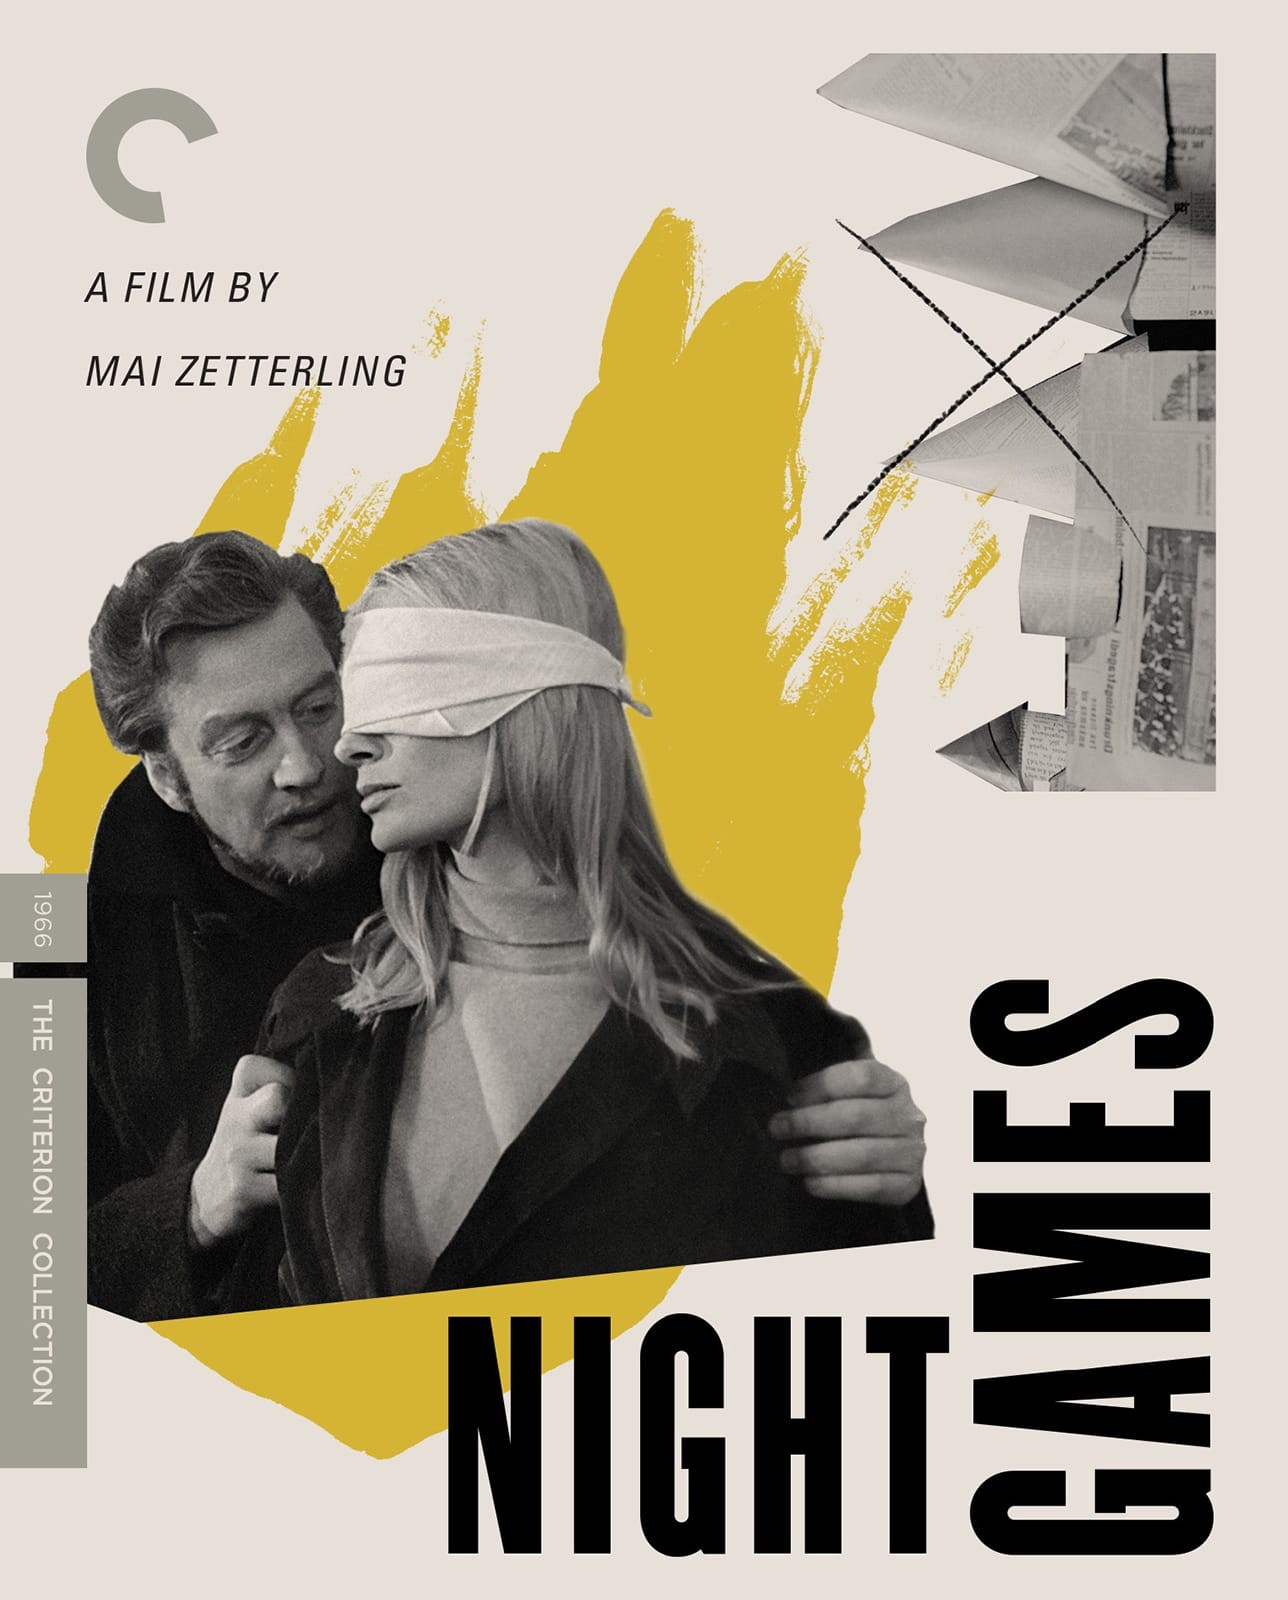 A FILM BY
MAI ZETTERLING
1966
THE CRITERION COLLECTION
NIGHT
GAMES